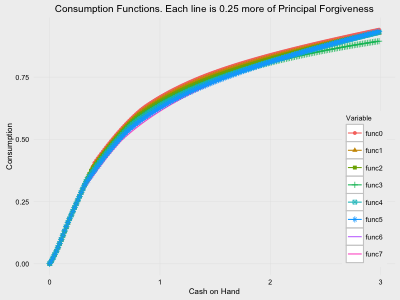 Consumption Functions. Each line is 0.25 more of Principal Forgiveness
Consumption
0.75
0.50
0.25
0.00
0
1
2
3
Cash on Hand
Variable
func0
func1
func2
func3
func4
func5
func6
func7